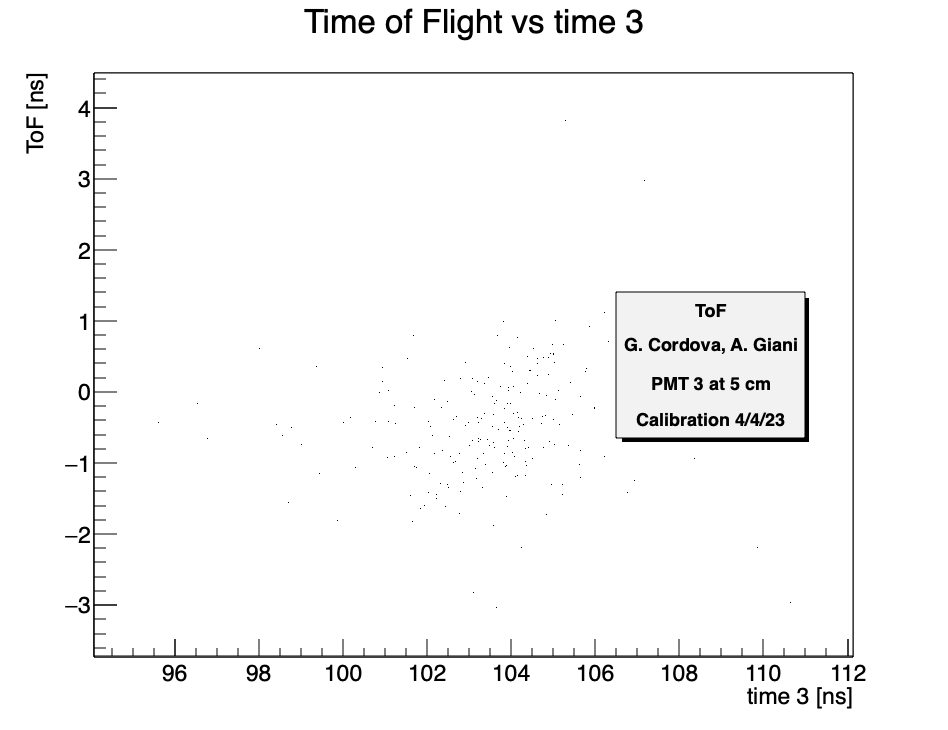 Time of Flight vs time 3
ToF [ns]
4
3
2
1
0
−1
−2
−3
ToF
G. Cordova, A. Giani
PMT 3 at 5 cm
Calibration 4/4/23
96 98 100 102 104 106 108 110 112
time 3 [ns]